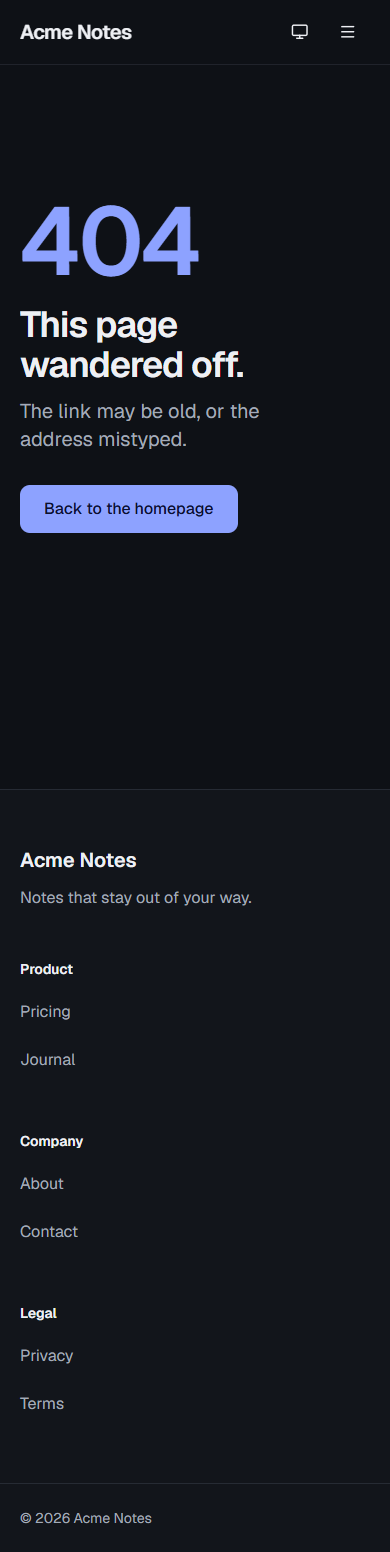 Acme Notes
404
This page
wandered off.
The link may be old, or the
address mistyped.
Back to the homepage
Acme Notes
Notes that stay out of your way.
Product
Pricing
Journal
Company
About
Contact
Legal
Privacy
Terms
© 2026 Acme Notes